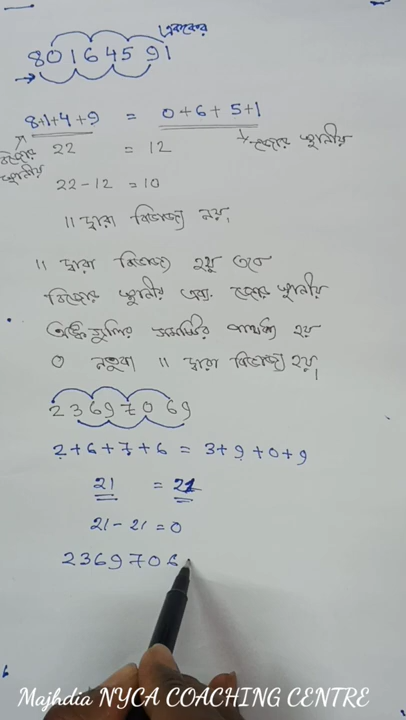 এককের
80164591
8+1+4+9 = 0+6+5+1
বিজোড় স্থানীয়
জোড় স্থানীয়
22 = 12
22-12 = 10
11 দ্বারা বিভাজ্য নয়।
11 দ্বারা বিভাজ্য হয় তবে
বিজোড় স্থানীয় এবং জোড় স্থানীয়
অঙ্কগুলির সমষ্টির পার্থক্য হয়
0 নতুবা 11 দ্বারা বিভাজ্য হয়।
23697069
2+6+7+6 = 3+9+0+9
21 = 21
21-21=0
2369706
Majhdia NYCA COACHING CENTRE